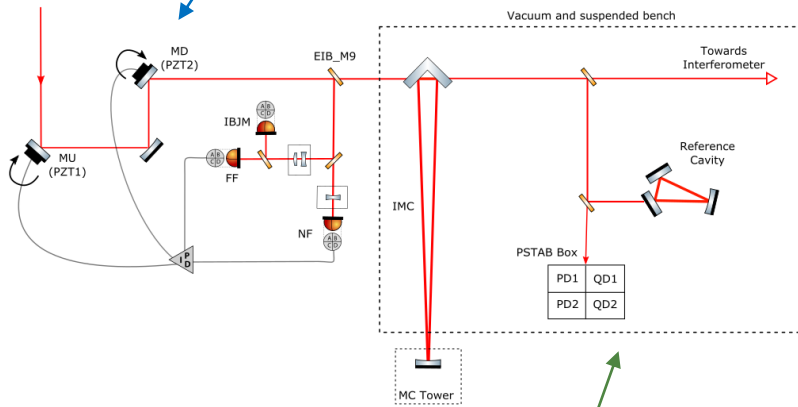 Vacuum and suspended bench
MD
(PZT2)
EIB_M9
Towards
Interferometer
IBJM
A B
C D
MU
(PZT1)
A B
C D
FF
Reference
Cavity
IMC
NF
A B
C D
I P D
PSTAB Box
PD1 QD1
PD2 QD2
MC Tower